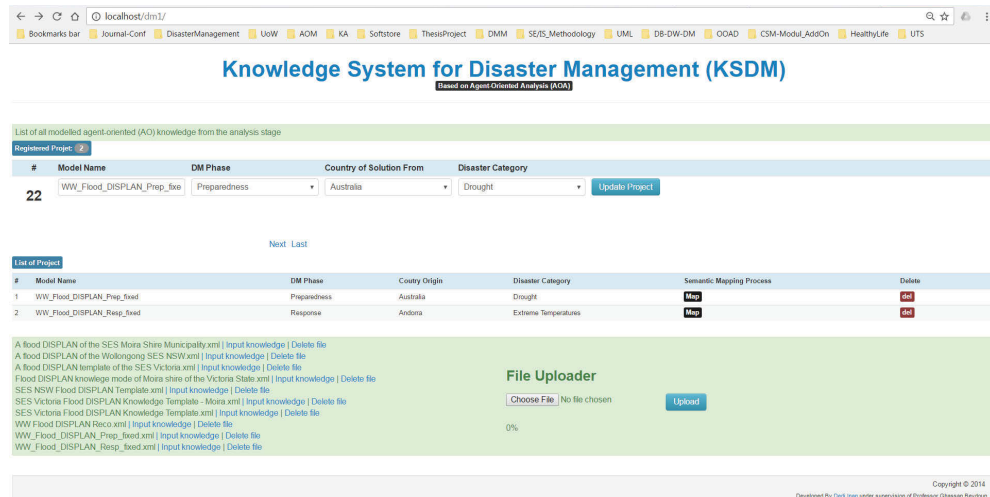 localhost/dm1/
Bookmarks bar Journal-Conf DisasterManagement UoW AOM KA Softstore ThesisProject DMM SE/IS_Methodology UML DB-DW-DM OOAD CSM-Modul_AddOn HealthyLife UTS
Knowledge System for Disaster Management (KSDM)
Based on Agent-Oriented Analysis (AOA)
List of all modelled agent-oriented (AO) knowledge from the analysis stage
Registered Projet: 2
# Model Name DM Phase Country of Solution From Disaster Category
22 WW_Flood_DISPLAN_Prep_fixe Preparedness Australia Drought Update Project
Next Last
List of Project
# Model Name DM Phase Coutry Origin Disaster Category Semantic Mapping Process Delete
1 WW_Flood_DISPLAN_Prep_fixed Preparedness Australia Drought Map del
2 WW_Flood_DISPLAN_Resp_fixed Response Andorra Extreme Temperatures Map del
A flood DISPLAN of the SES Moira Shire Municipality.xml | Input knowledge | Delete file
A flood DISPLAN of the Wollongong SES NSW.xml | Input knowledge | Delete file
A flood DISPLAN template of the SES Victoria.xml | Input knowledge | Delete file
Flood DISPLAN knowlege mode of Moira shire of the Victoria State.xml | Input knowledge | Delete file
SES NSW Flood DISPLAN Template.xml | Input knowledge | Delete file
SES Victoria Flood DISPLAN Knowledge Template - Moira.xml | Input knowledge | Delete file
SES Victoria Flood DISPLAN Knowledge Template.xml | Input knowledge | Delete file
WW Flood DISPLAN Reco.xml | Input knowledge | Delete file
WW_Flood_DISPLAN_Prep_fixed.xml | Input knowledge | Delete file
WW_Flood_DISPLAN_Resp_fixed.xml | Input knowledge | Delete file
File Uploader
Choose File No file chosen Upload
0%
Copyright © 2014
Developed By Dedi Iman under supervision of Professor Ghassan Beydoun